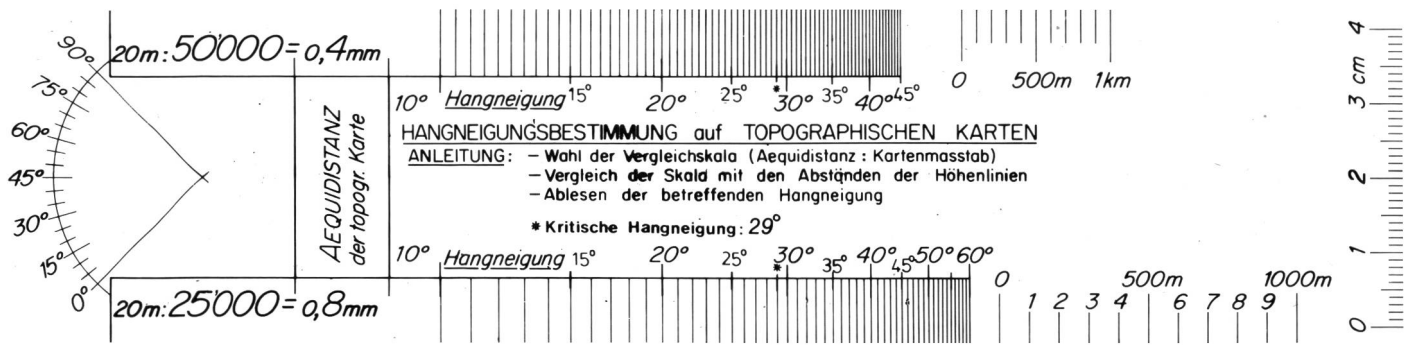 20m:50'000= 0,4mm
90°
75°
60°
45°
30°
15°
0°
20m:25'000= 0,8mm
AEQUIDISTANZ
der topogr. Karte
10° Hangneigung 15° 20° 25° * 30° 35° 40° 45°
HANGNEIGUNGSBESTIMMUNG auf TOPOGRAPHISCHEN KARTEN
ANLEITUNG: – Wahl der Vergleichskala (Aequidistanz : Kartenmasstab)
– Vergleich der Skala mit den Abständen der Höhenlinien
– Ablesen der betreffenden Hangneigung
* Kritische Hangneigung: 29°
10° Hangneigung 15° 20° 25° * 30° 35° 40° 45° 50° 60°
0 500m 1km
0 500m 1000m
1 2 3 4 6 7 8 9
4
cm
3
2
1
0